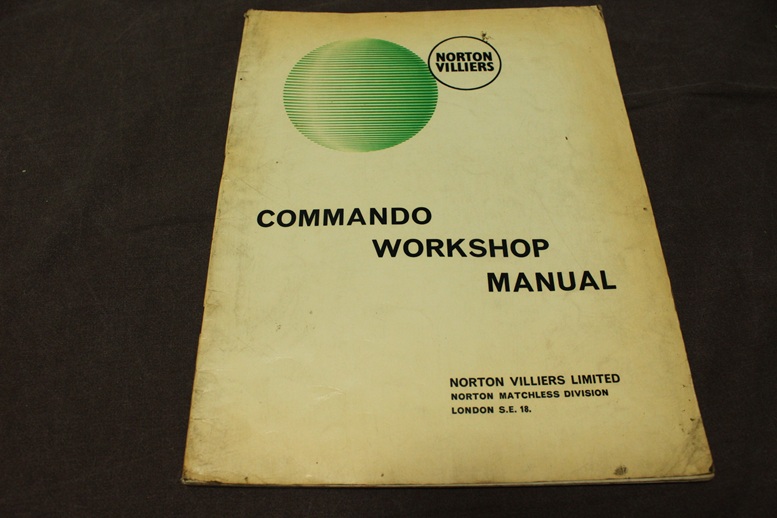 NORTON
VILLIERS
COMMANDO
WORKSHOP
MANUAL
NORTON VILLIERS LIMITED
NORTON MATCHLESS DIVISION
LONDON S.E. 18.